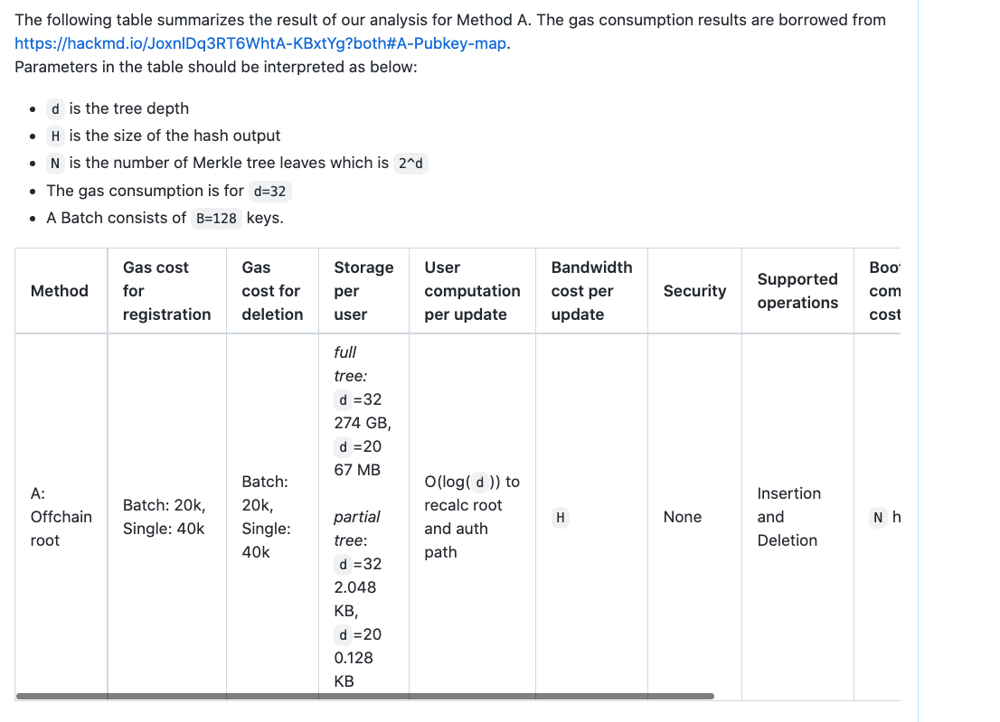 The following table summarizes the result of our analysis for Method A. The gas consumption results are borrowed from
https://hackmd.io/JoxnlDq3RT6WhtA-KBxtYg?both#A-Pubkey-map.
Parameters in the table should be interpreted as below:
d is the tree depth
H is the size of the hash output
N is the number of Merkle tree leaves which is 2^d
The gas consumption is for d=32
A Batch consists of B=128 keys.
Method
Gas cost
for
registration
Gas
cost for
deletion
Storage
per
user
User
computation
per update
Bandwidth
cost per
update
Security
Supported
operations
com
cost
A:
Offchain
root
Batch: 20k,
Single: 40k
Batch:
20k,
Single:
40k
full
tree:
d =32
274 GB,
d =20
67 MB
partial
tree:
d =32
2.048
KB,
d =20
0.128
KB
O(log( d )) to
recalc root
and auth
path
H
None
Insertion
and
Deletion
N h